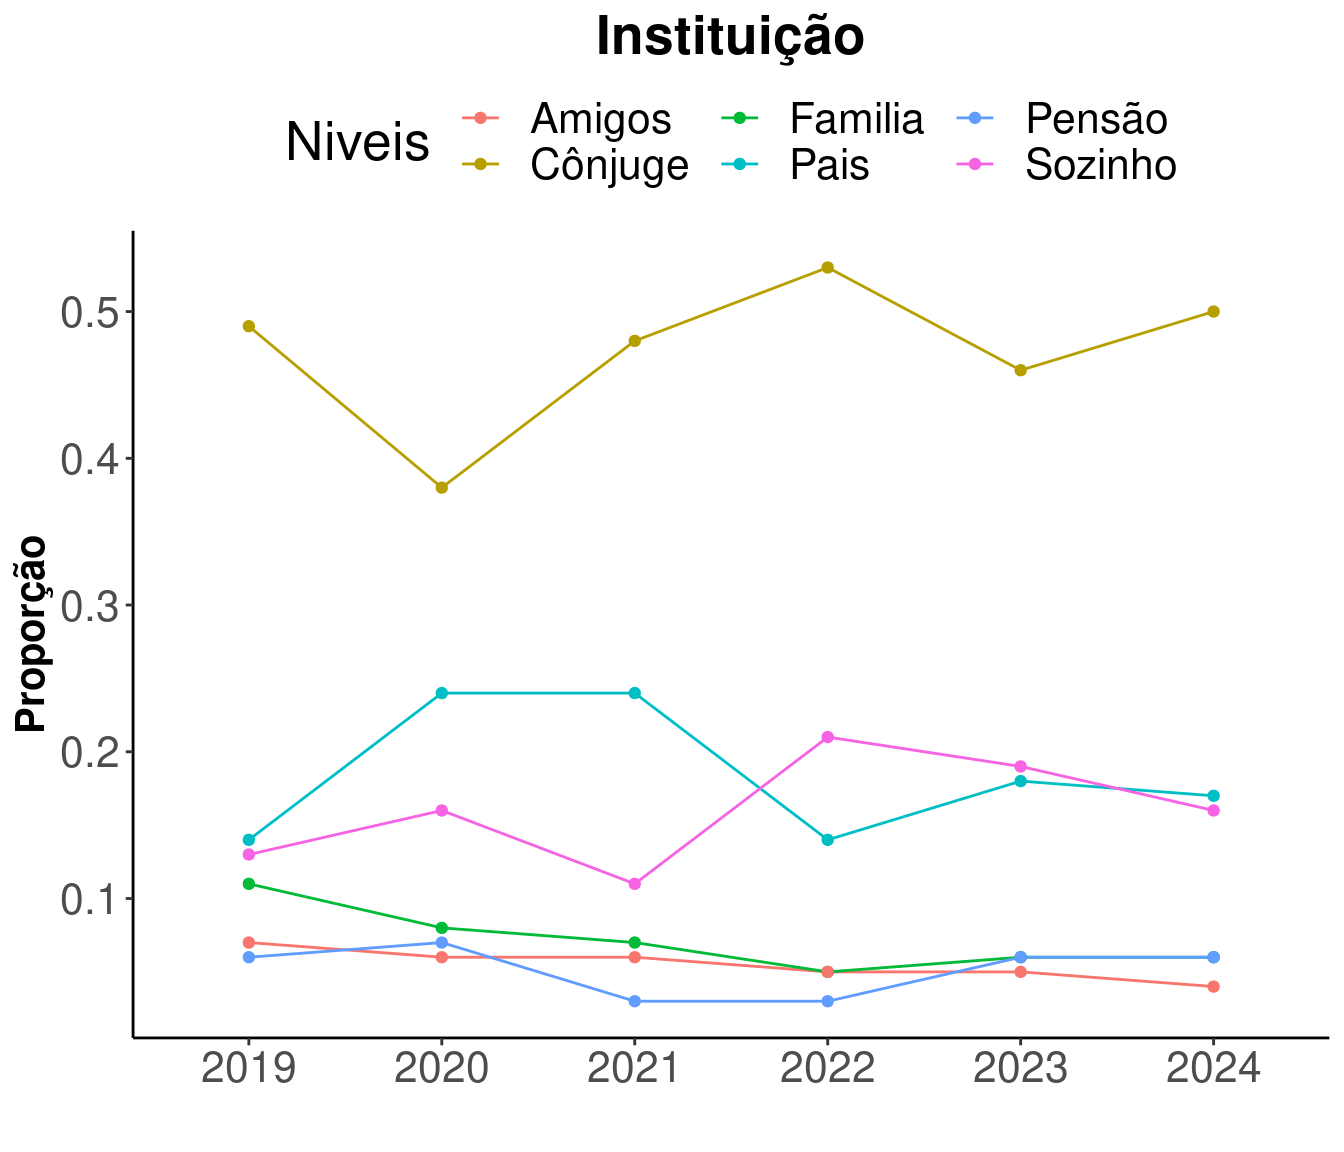 Instituição
Niveis
Amigos Familia Pensão
Cônjuge Pais Sozinho
Proporção
0.5
0.4
0.3
0.2
0.1
2019 2020 2021 2022 2023 2024